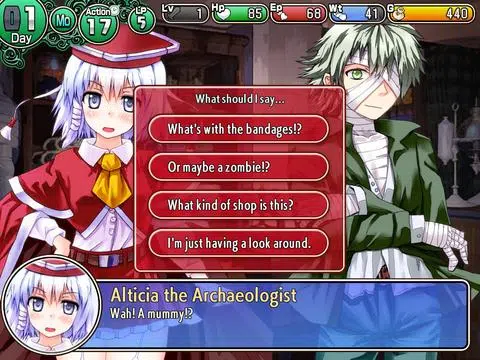 01
Day
Mo
Action
17
LP
5
Lv 1
Hp 85
Ep 68
Wt 41
G 440
What should I say...
What's with the bandages!?
Or maybe a zombie!?
What kind of shop is this?
I'm just having a look around.
Alticia the Archaeologist
Wah! A mummy!?